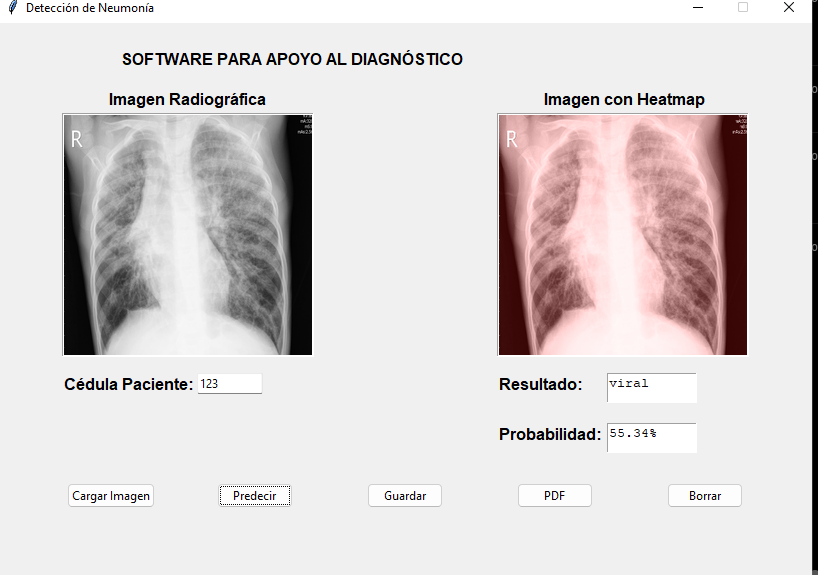 Detección de Neumonía
SOFTWARE PARA APOYO AL DIAGNÓSTICO
Imagen Radiográfica
Imagen con Heatmap
R
R
Cédula Paciente: 123
Resultado: viral
Probabilidad: 55.34%
Cargar Imagen
Predecir
Guardar
PDF
Borrar